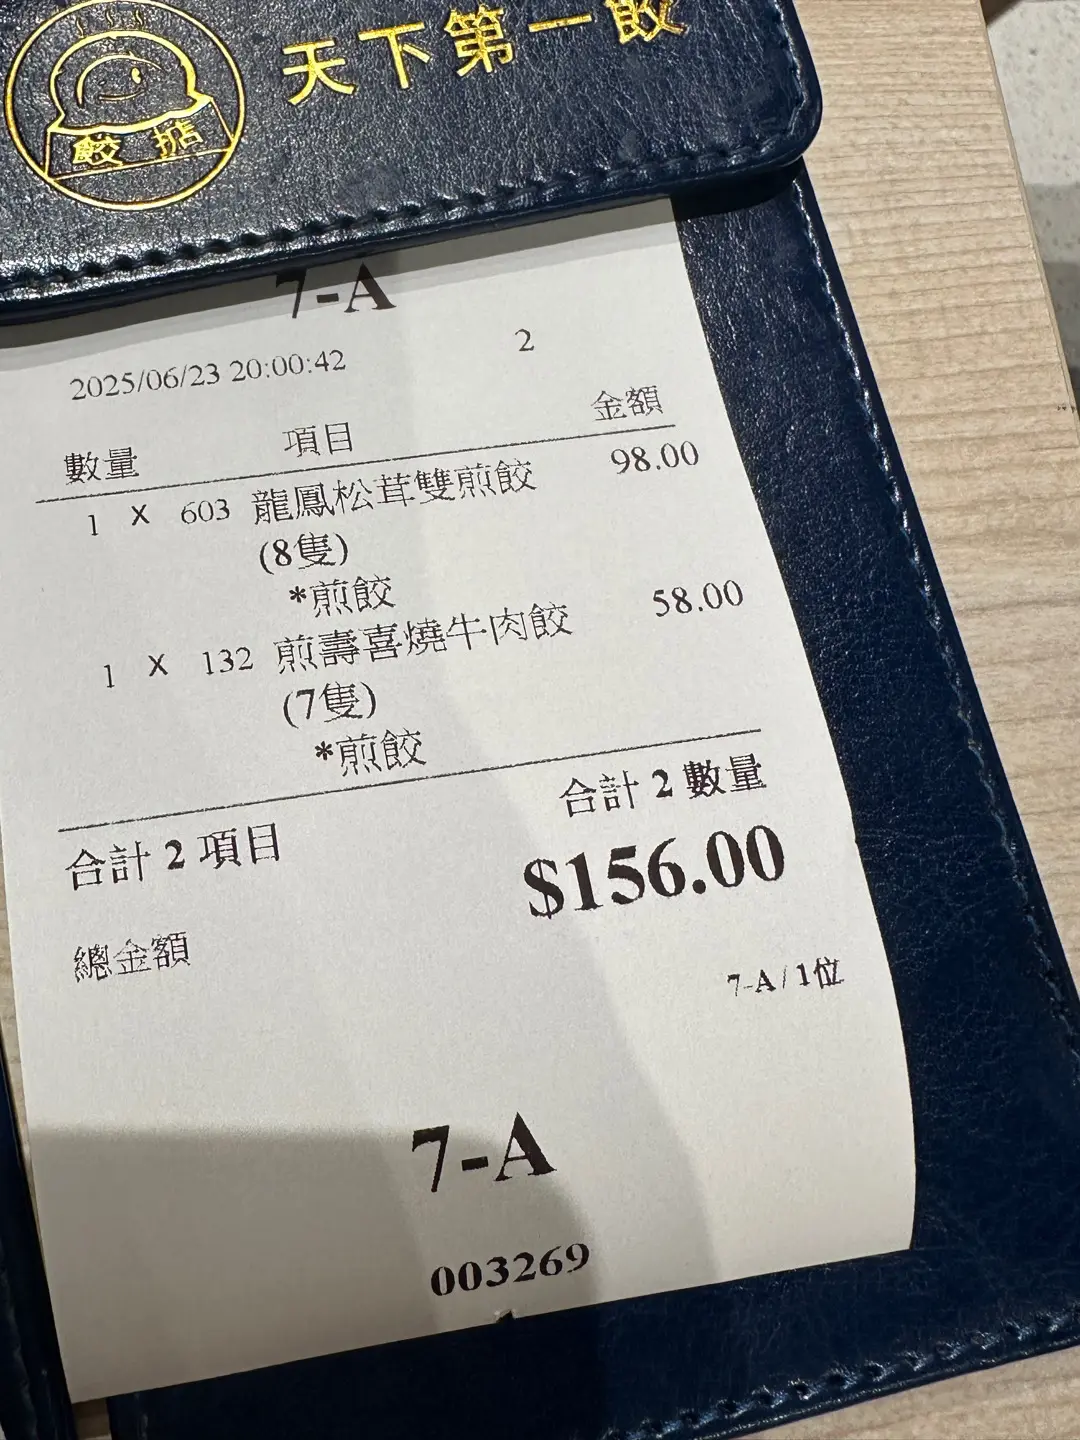 天下第一餃
餃掂
7-A
2025/06/23 20:00:42 2
數量 項目 金額
1 X 603 龍鳳松茸雙煎餃 98.00
(8隻)
*煎餃
1 X 132 煎壽喜燒牛肉餃 58.00
(7隻)
*煎餃
合計 2 項目 合計 2 數量
$156.00
總金額
7-A / 1位
7-A
003269